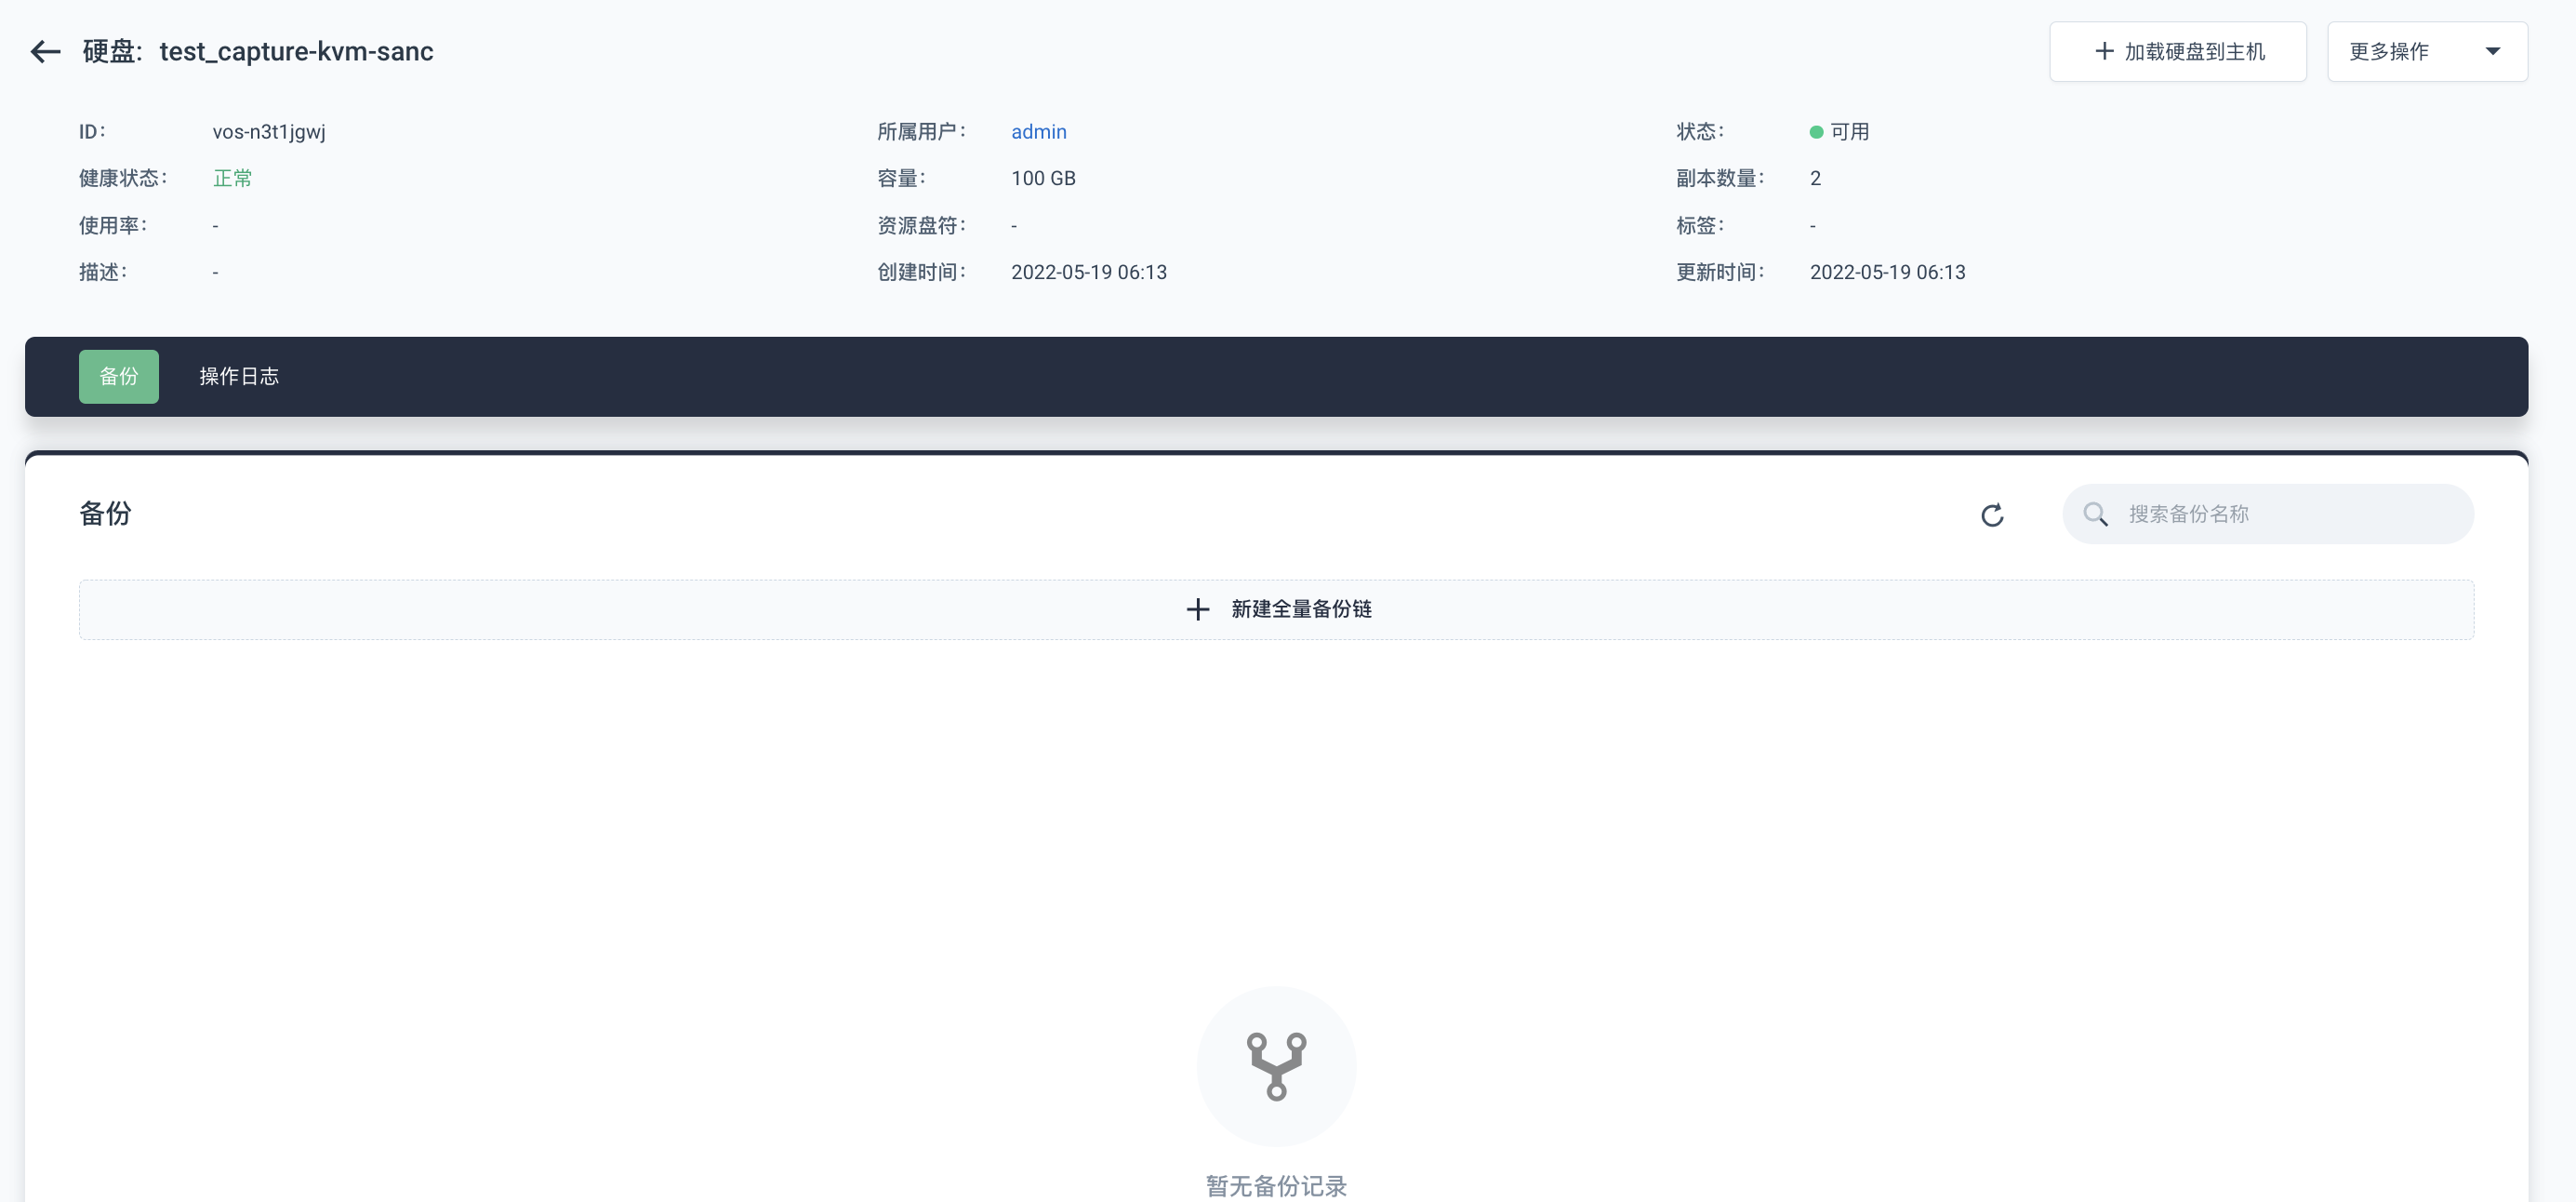 硬盘: test_capture-kvm-sanc
加载硬盘到主机
更多操作
ID: vos-n3t1jgwj
所属用户: admin
状态: 可用
健康状态: 正常
容量: 100 GB
副本数量: 2
使用率: -
资源盘符: -
标签: -
描述: -
创建时间: 2022-05-19 06:13
更新时间: 2022-05-19 06:13
备份
操作日志
备份
搜索备份名称
新建全量备份链
暂无备份记录